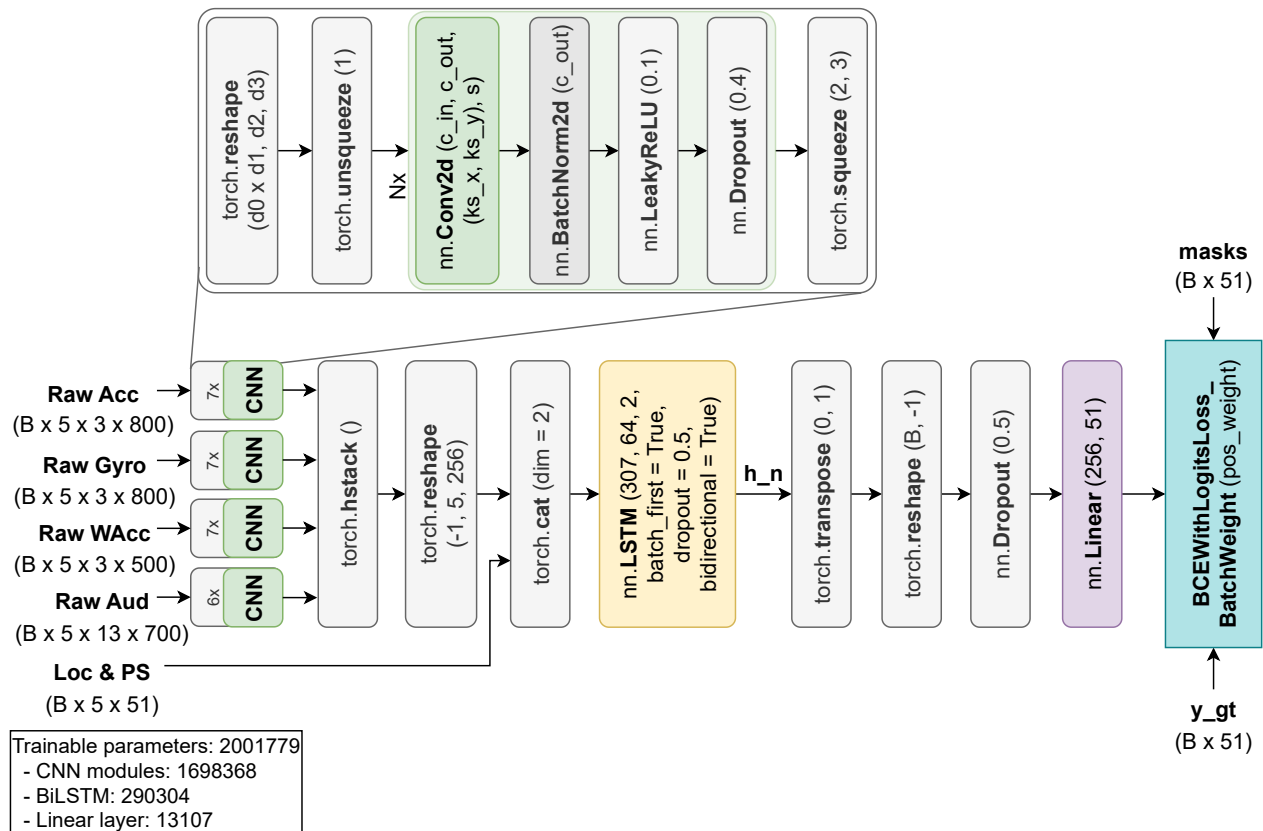 torch.reshape
(d0 x d1, d2, d3)
torch.unsqueeze (1)
Nx
nn.Conv2d (c_in, c_out,
(ks_x, ks_y), s)
nn.BatchNorm2d (c_out)
nn.LeakyReLU (0.1)
nn.Dropout (0.4)
torch.squeeze (2, 3)
masks
(B x 51)
Raw Acc
(B x 5 x 3 x 800)
7x
CNN
Raw Gyro
(B x 5 x 3 x 800)
7x
CNN
Raw WAcc
(B x 5 x 3 x 500)
7x
CNN
Raw Aud
(B x 5 x 13 x 700)
6x
CNN
Loc & PS
(B x 5 x 51)
torch.hstack ()
torch.reshape
(-1, 5, 256)
torch.cat (dim = 2)
nn.LSTM (307, 64, 2,
batch_first = True,
dropout = 0.5,
bidirectional = True)
h_n
torch.transpose (0, 1)
torch.reshape (B, -1)
nn.Dropout (0.5)
nn.Linear (256, 51)
BCEWithLogitsLoss_
BatchWeight (pos_weight)
y_gt
(B x 51)
Trainable parameters: 2001779
- CNN modules: 1698368
- BiLSTM: 290304
- Linear layer: 13107